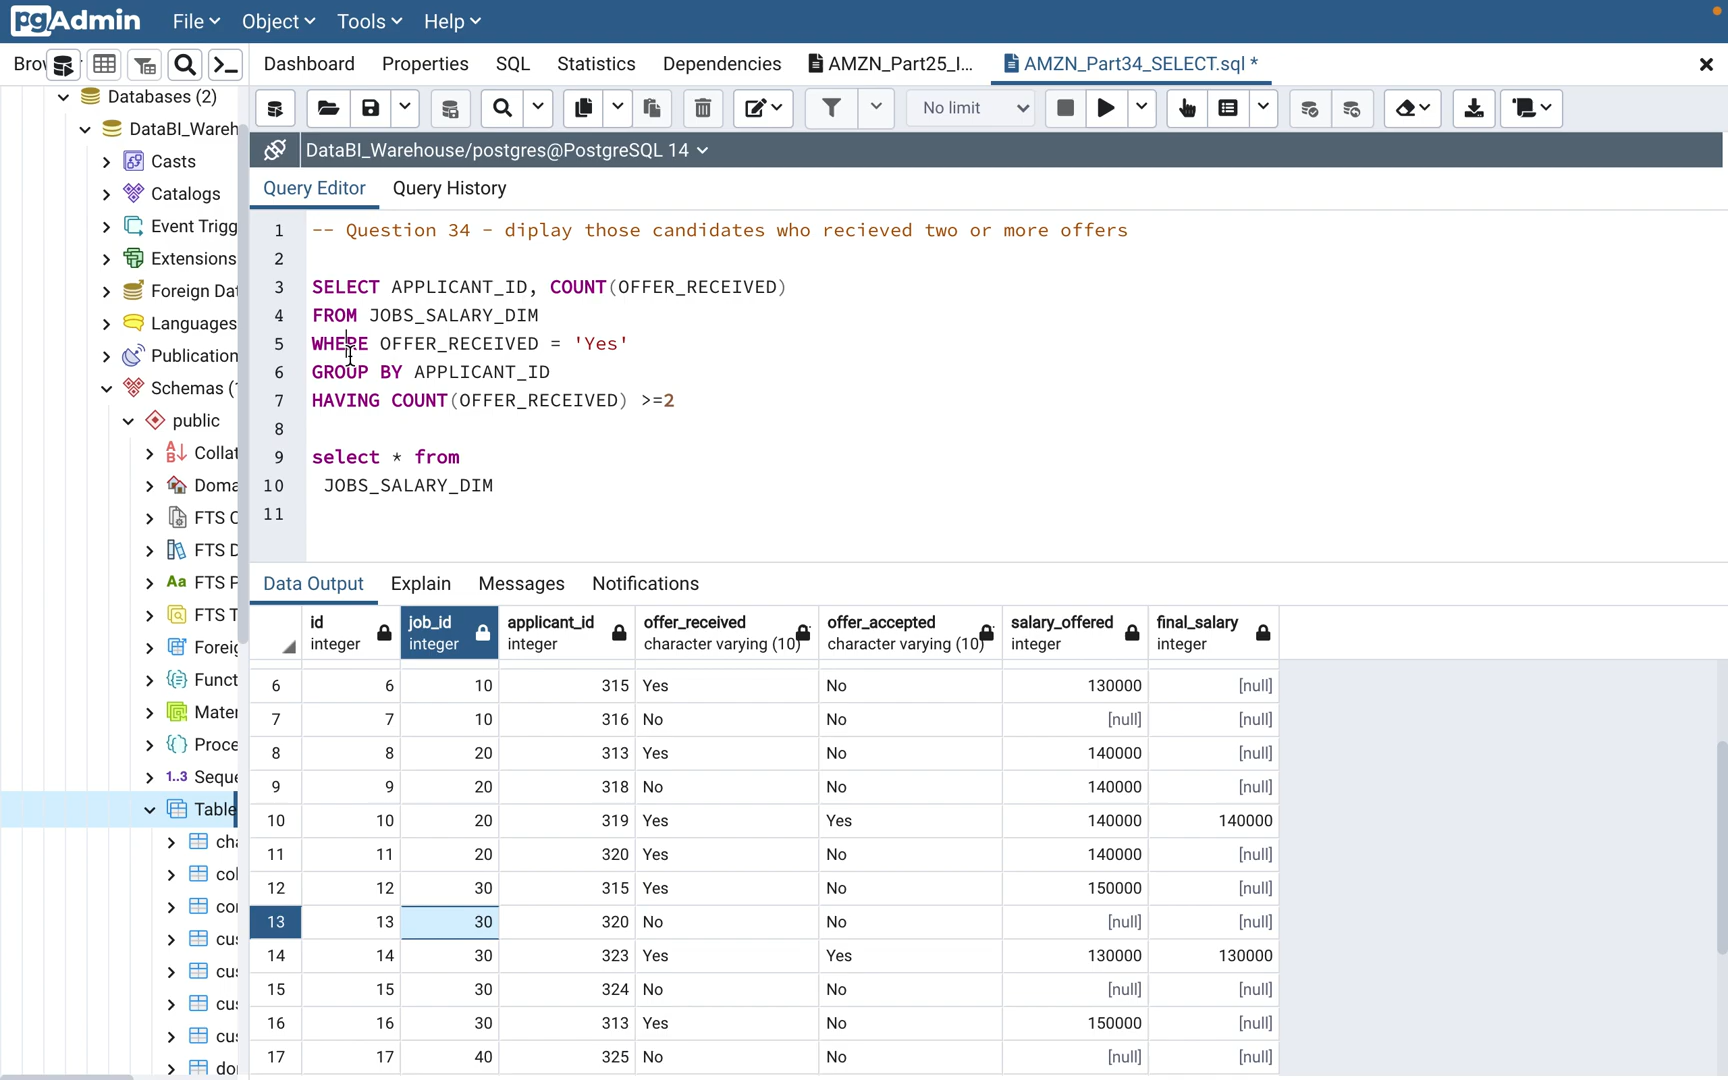 pgAdmin File Object Tools Help
Brow Dashboard Properties SQL Statistics Dependencies AMZN_Part25_I... AMZN_Part34_SELECT.sql *
Databases (2)
No limit
DataBI_Wareh
DataBI_Warehouse/postgres@PostgreSQL 14
Casts
Query Editor Query History
Catalogs
Event Trigg
Extensions
Foreign Dat
Languages
Publication
Schemas (
public
Collat
Doma
FTS C
FTS D
FTS P
FTS T
Foreig
Funct
Mater
Proce
1..3 Seque
Table
cha
col
con
cus
cus
cus
cus
do
1 -- Question 34 - diplay those candidates who recieved two or more offers
2
3 SELECT APPLICANT_ID, COUNT(OFFER_RECEIVED)
4 FROM JOBS_SALARY_DIM
5 WHERE OFFER_RECEIVED = 'Yes'
6 GROUP BY APPLICANT_ID
7 HAVING COUNT(OFFER_RECEIVED) >=2
8
9 select * from
10 JOBS_SALARY_DIM
11
Data Output Explain Messages Notifications
id job_id applicant_id offer_received offer_accepted salary_offered final_salary
integer integer integer character varying (10) character varying (10) integer integer
6 6 10 315 Yes No 130000 [null]
7 7 10 316 No No [null] [null]
8 8 20 313 Yes No 140000 [null]
9 9 20 318 No No 140000 [null]
10 10 20 319 Yes Yes 140000 140000
11 11 20 320 Yes No 140000 [null]
12 12 30 315 Yes No 150000 [null]
13 13 30 320 No No [null] [null]
14 14 30 323 Yes Yes 130000 130000
15 15 30 324 No No [null] [null]
16 16 30 313 Yes No 150000 [null]
17 17 40 325 No No [null] [null]